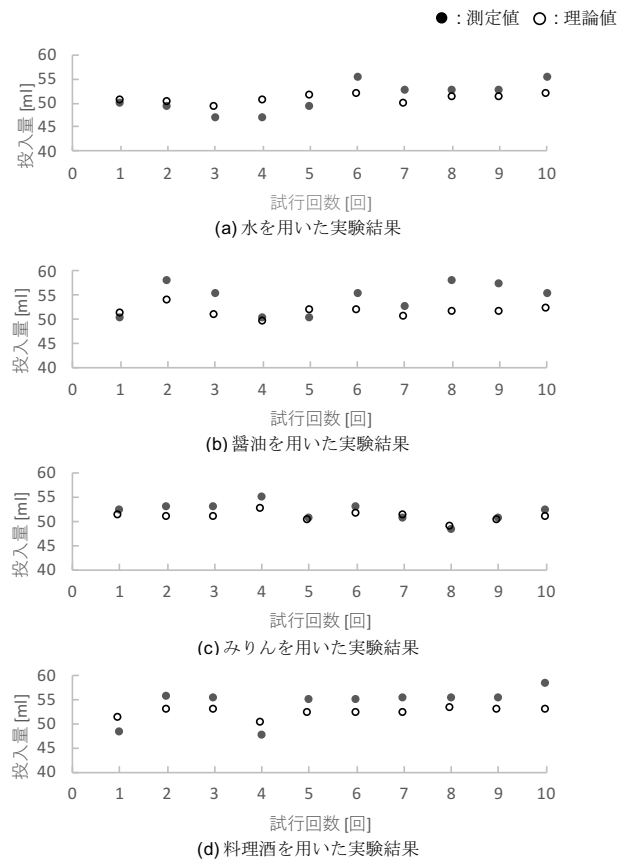 ● : 測定値 ○ : 理論値
投入量 [ml]
60
55
50
45
40
0 1 2 3 4 5 6 7 8 9 10
試行回数 [回]
(a) 水を用いた実験結果
投入量 [ml]
60
55
50
45
40
0 1 2 3 4 5 6 7 8 9 10
試行回数 [回]
(b) 醤油を用いた実験結果
投入量 [ml]
60
55
50
45
40
0 1 2 3 4 5 6 7 8 9 10
試行回数 [回]
(c) みりんを用いた実験結果
投入量 [ml]
60
55
50
45
40
0 1 2 3 4 5 6 7 8 9 10
試行回数 [回]
(d) 料理酒を用いた実験結果